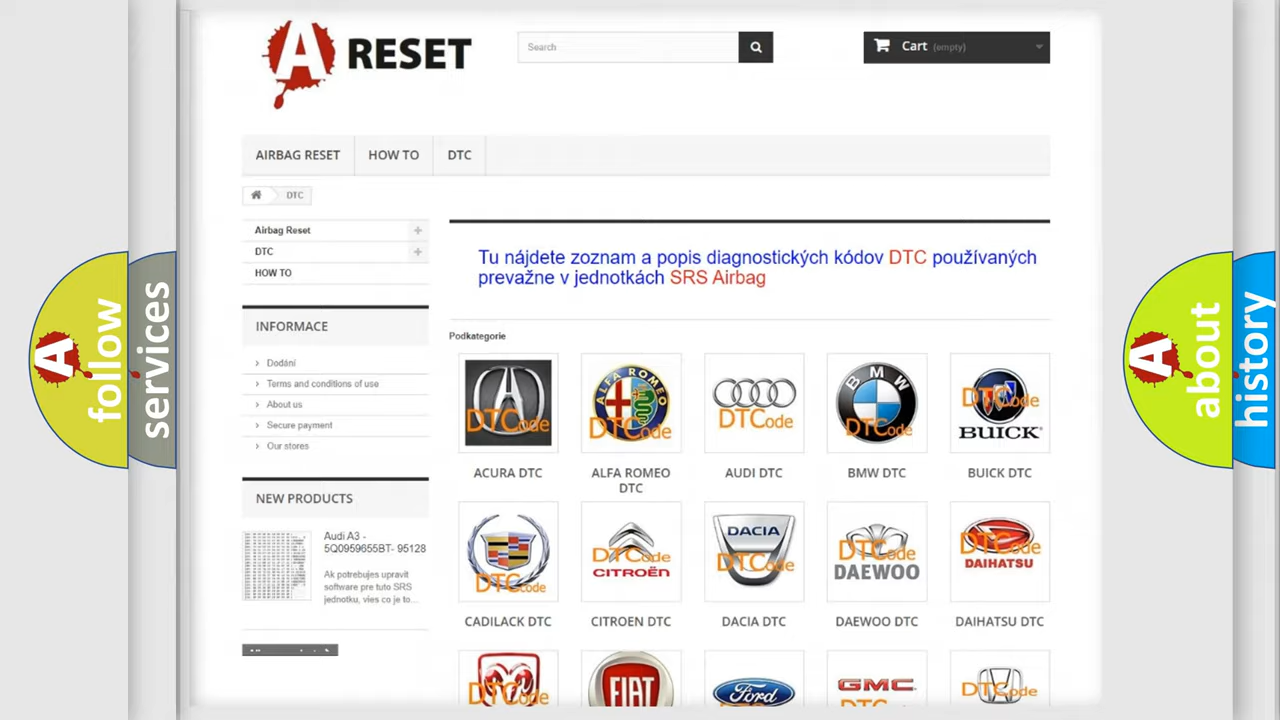 A RESET
Search
Cart (empty)
AIRBAG RESET
HOW TO
DTC
DTC
Airbag Reset
DTC
HOW TO
INFORMACE
Dodání
Terms and conditions of use
About us
Secure payment
Our stores
NEW PRODUCTS
Audi A3 -
5Q0959655BT- 95128
Ak potrebujes upravit
software pre tuto SRS
jednotku, vies co je to...
Tu nájdete zoznam a popis diagnostických kódov DTC používaných
prevažne v jednotkách SRS Airbag
Podkategorie
DTCode
ALFA ROMEO
DTCode
DTCode
BMW
DTCode
DTCode
BUICK
ACURA DTC
ALFA ROMEO
DTC
AUDI DTC
BMW DTC
BUICK DTC
DTCode
DTCode
CITROËN
DACIA
DTCode
DTCode
DAEWOO
DTCode
DAIHATSU
CADILACK DTC
CITROEN DTC
DACIA DTC
DAEWOO DTC
DAIHATSU DTC
DTCode
FIAT
Ford
GMC
DTCode
A follow
services
A about
history